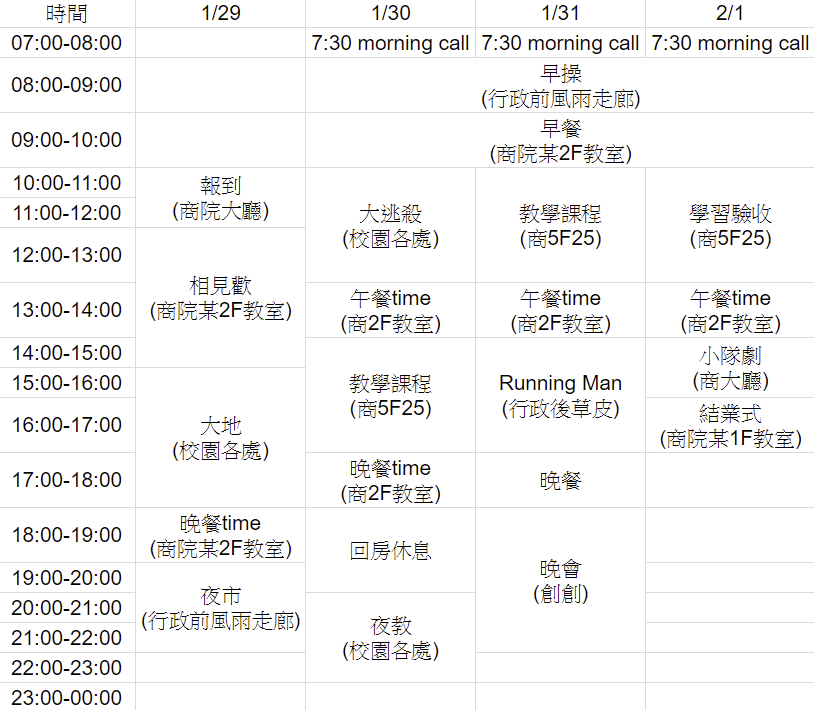 時間 1/29 1/30 1/31 2/1
07:00-08:00 7:30 morning call 7:30 morning call 7:30 morning call
08:00-09:00 早操
(行政前風雨走廊)
09:00-10:00 早餐
(商院某2F教室)
10:00-11:00
報到
(商院大廳)
11:00-12:00
大逃殺
(校園各處)
教學課程
(商5F25)
學習驗收
(商5F25)
12:00-13:00
相見歡
(商院某2F教室)
13:00-14:00
午餐time
(商2F教室)
午餐time
(商2F教室)
午餐time
(商2F教室)
14:00-15:00
小隊劇
(商大廳)
15:00-16:00
教學課程
(商5F25)
Running Man
(行政後草皮)
16:00-17:00
大地
(校園各處)
結業式
(商院某1F教室)
17:00-18:00
晚餐time
(商2F教室)
晚餐
18:00-19:00
晚餐time
(商院某2F教室)
回房休息
19:00-20:00
晚會
(創創)
20:00-21:00
夜市
(行政前風雨走廊)
21:00-22:00
夜教
(校園各處)
22:00-23:00
23:00-00:00